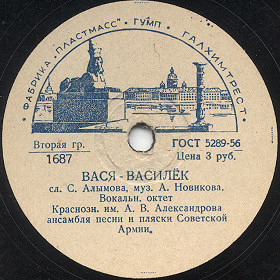 ФАБРИКА „ПЛАСТМАСС" • ГУМП • ГАЛХИМТРЕСТ
Вторая гр.
1687
ГОСТ 5289-56
Цена 3 руб.
ВАСЯ-ВАСИЛЁК
сл. С. Алымова, муз. А. Новикова.
Вокальн. октет
Краснозн. им. А. В. Александрова
ансамбля песни и пляски Советской
Армии.